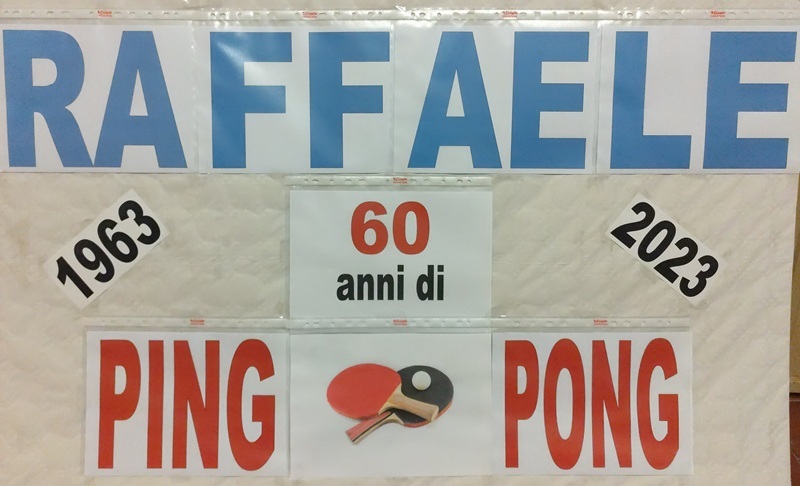 RAFFAELE
1963
60
anni di
2023
PING PONG